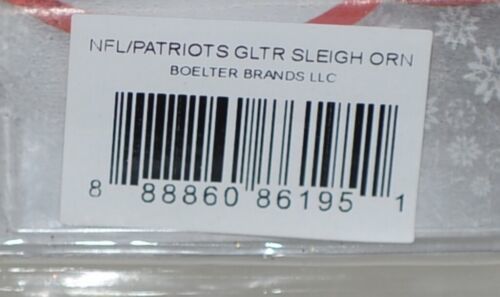 NFL/PATRIOTS GLTR SLEIGH ORN
BOELTER BRANDS LLC
8 88860 86195 1